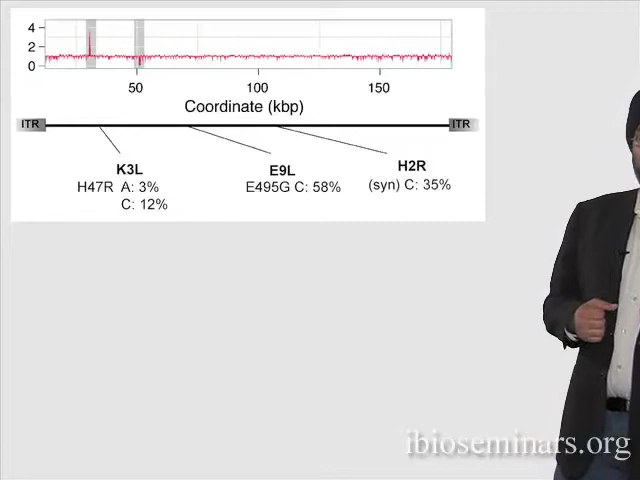 4
2
0
50 100 150
Coordinate (kbp)
ITR ITR
K3L E9L H2R
H47R A: 3% E495G C: 58% (syn) C: 35%
C: 12%
ibioseminars.org